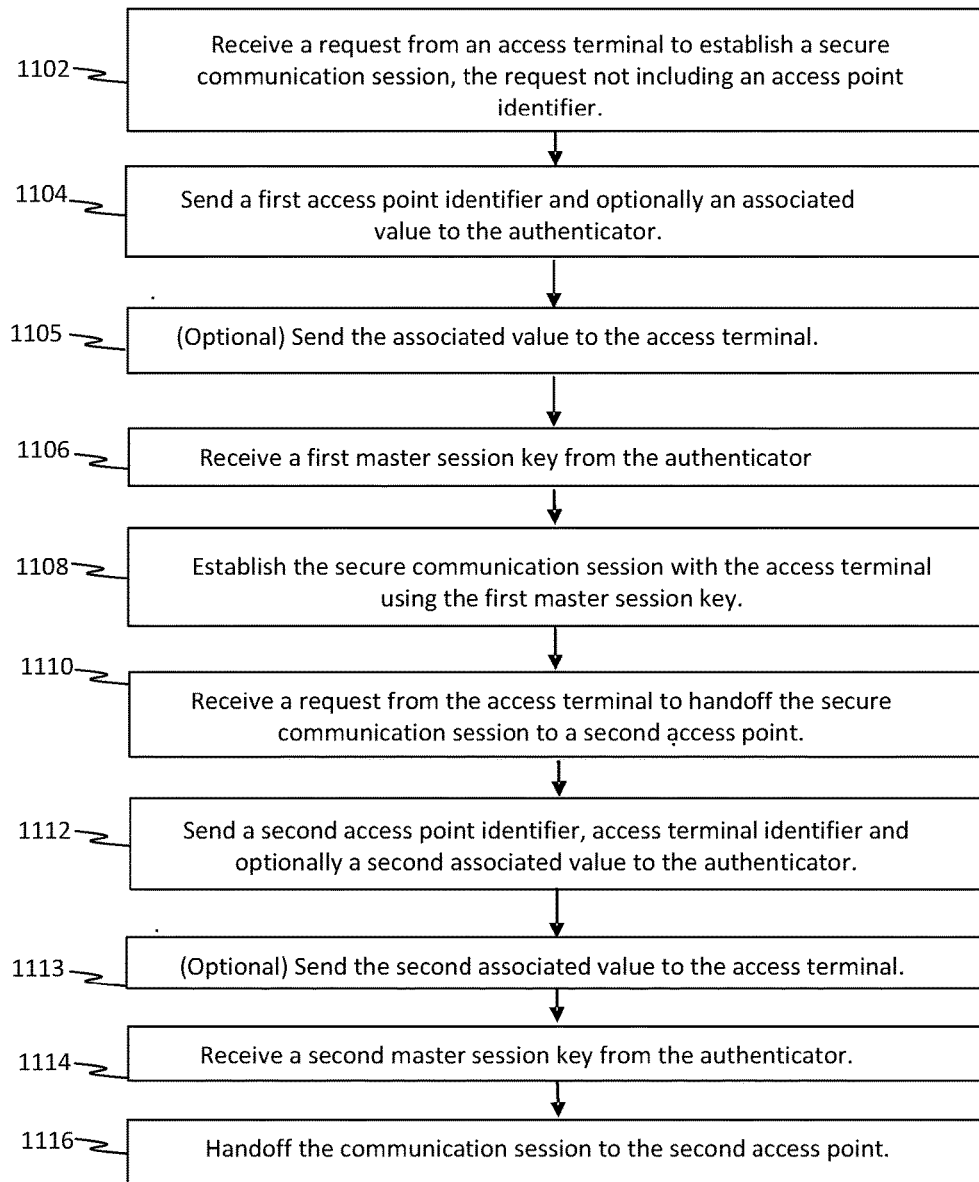 1102
Receive a request from an access terminal to establish a secure
communication session, the request not including an access point
identifier.
1104
Send a first access point identifier and optionally an associated
value to the authenticator.
1105
(Optional) Send the associated value to the access terminal.
1106
Receive a first master session key from the authenticator
1108
Establish the secure communication session with the access terminal
using the first master session key.
1110
Receive a request from the access terminal to handoff the secure
communication session to a second access point.
1112
Send a second access point identifier, access terminal identifier and
optionally a second associated value to the authenticator.
1113
(Optional) Send the second associated value to the access terminal.
1114
Receive a second master session key from the authenticator.
1116
Handoff the communication session to the second access point.